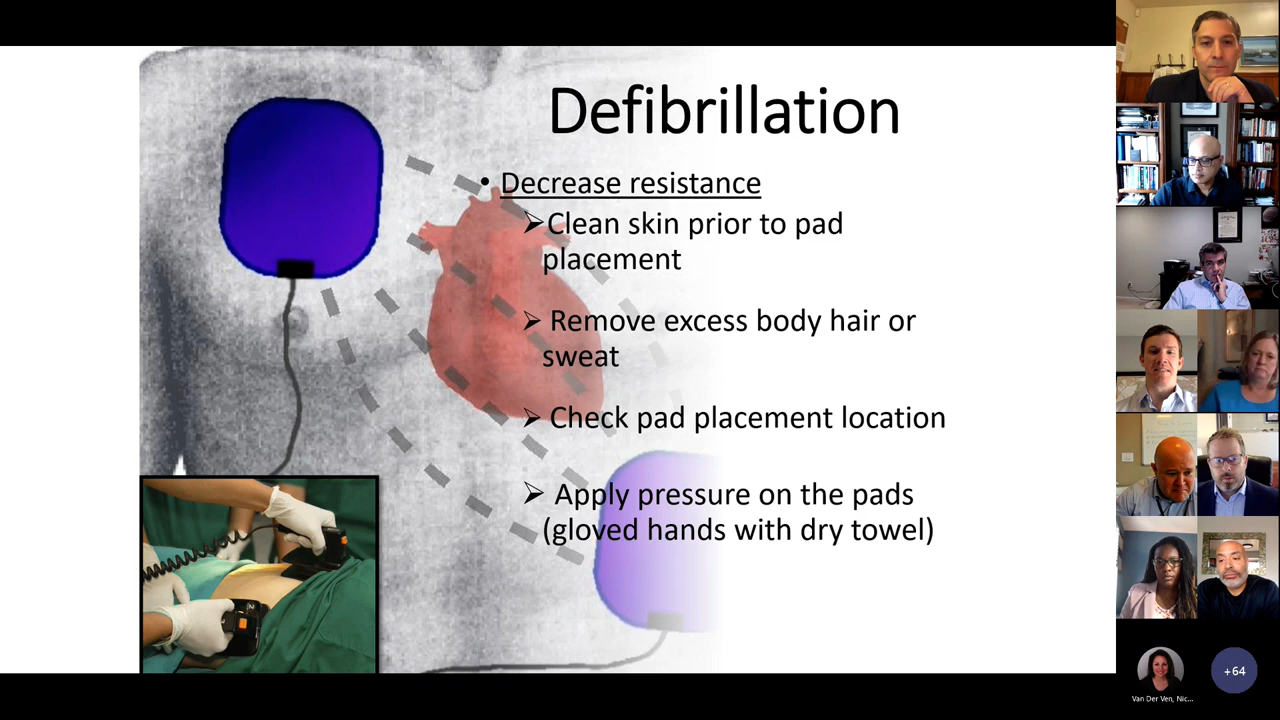 Defibrillation
• Decrease resistance
➢Clean skin prior to pad
placement
➢ Remove excess body hair or
sweat
➢ Check pad placement location
➢ Apply pressure on the pads
(gloved hands with dry towel)
Van Der Ven, Nic...
+64